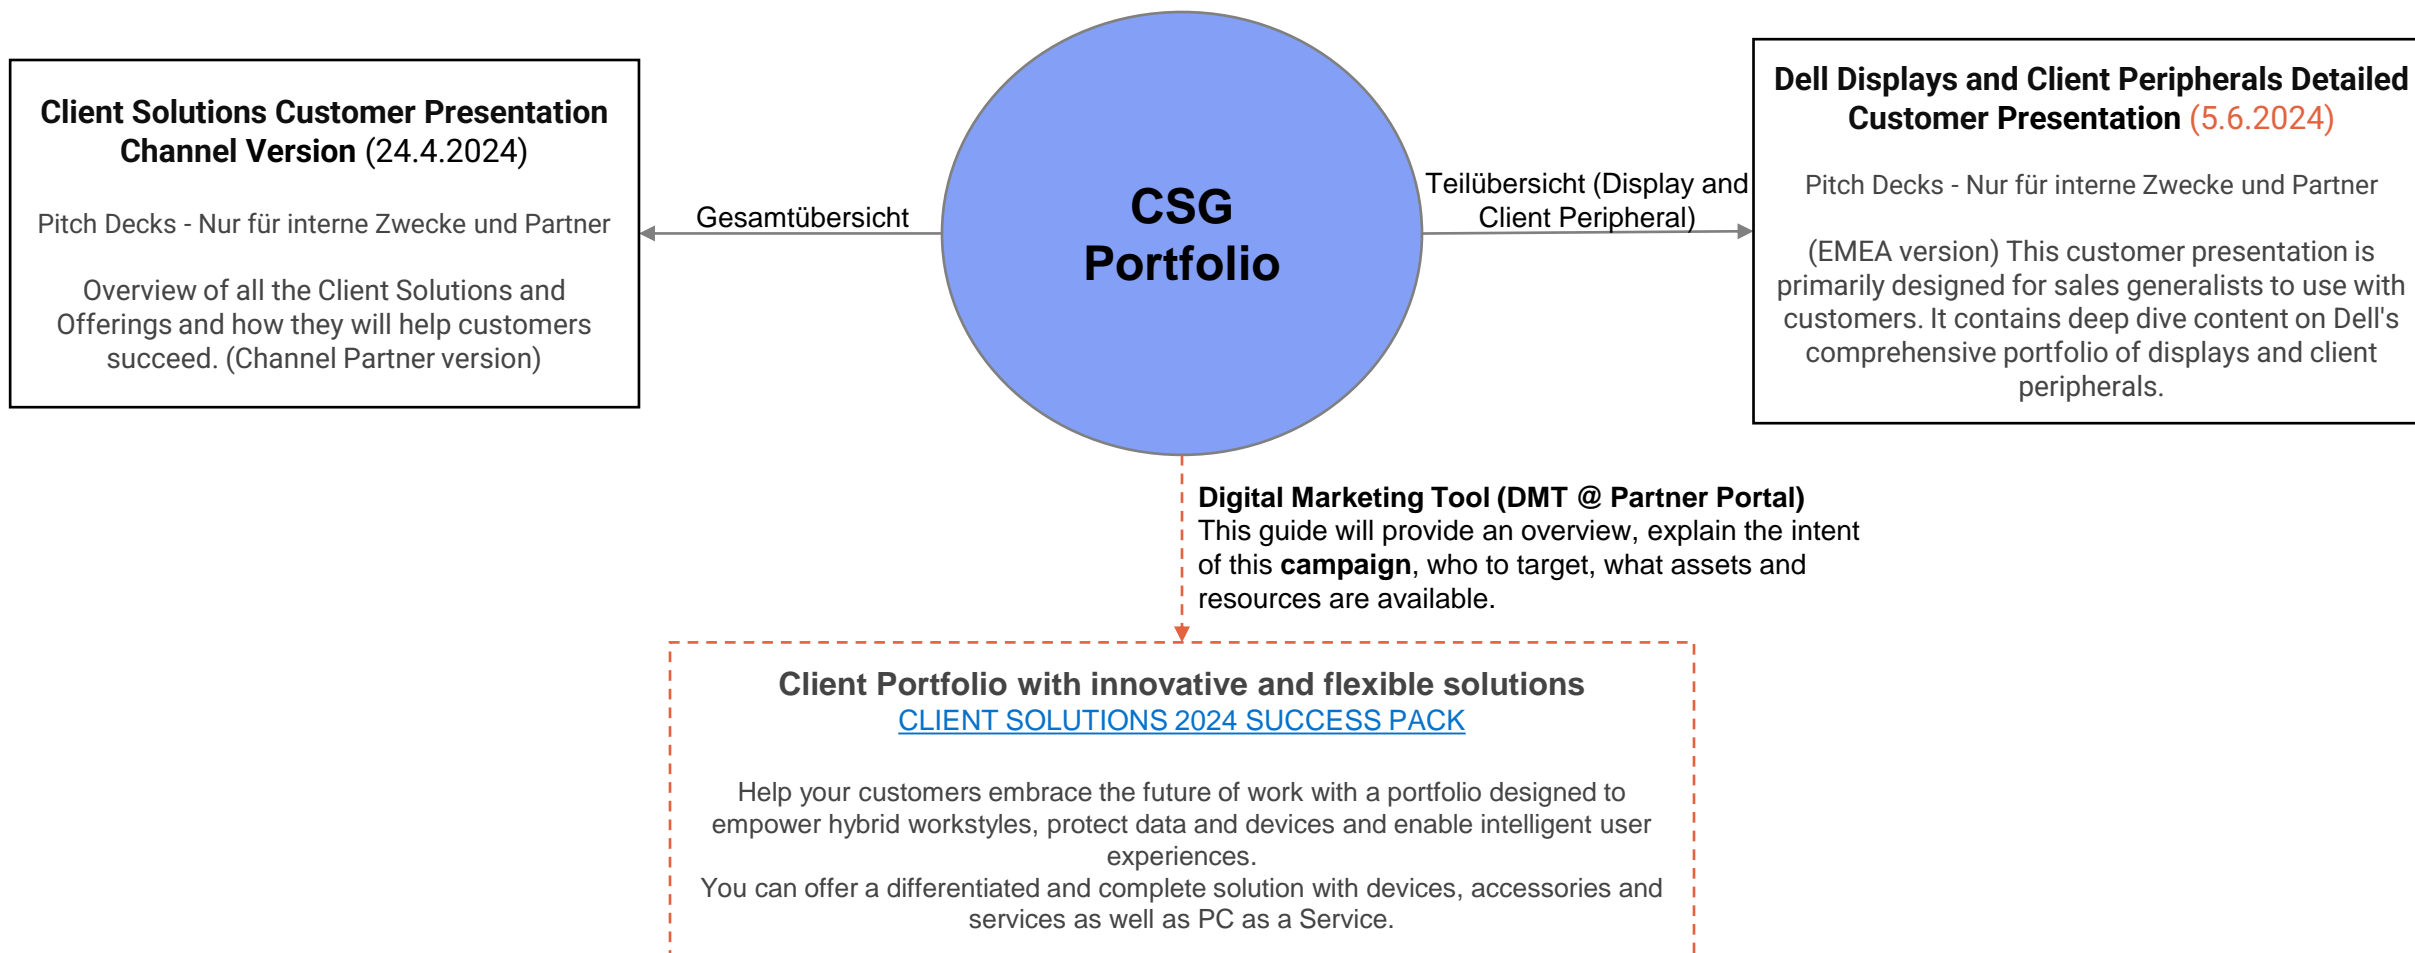 Client Solutions Customer Presentation
Channel Version (24.4.2024)
Pitch Decks - Nur für interne Zwecke und Partner
Overview of all the Client Solutions and
Offerings and how they will help customers
succeed. (Channel Partner version)
Gesamtübersicht
CSG
Portfolio
Teilübersicht (Display and
Client Peripheral)
Dell Displays and Client Peripherals Detailed
Customer Presentation (5.6.2024)
Pitch Decks - Nur für interne Zwecke und Partner
(EMEA version) This customer presentation is
primarily designed for sales generalists to use with
customers. It contains deep dive content on Dell's
comprehensive portfolio of displays and client
peripherals.
Digital Marketing Tool (DMT @ Partner Portal)
This guide will provide an overview, explain the intent
of this campaign, who to target, what assets and
resources are available.
Client Portfolio with innovative and flexible solutions
CLIENT SOLUTIONS 2024 SUCCESS PACK
Help your customers embrace the future of work with a portfolio designed to
empower hybrid workstyles, protect data and devices and enable intelligent user
experiences.
You can offer a differentiated and complete solution with devices, accessories and
services as well as PC as a Service.